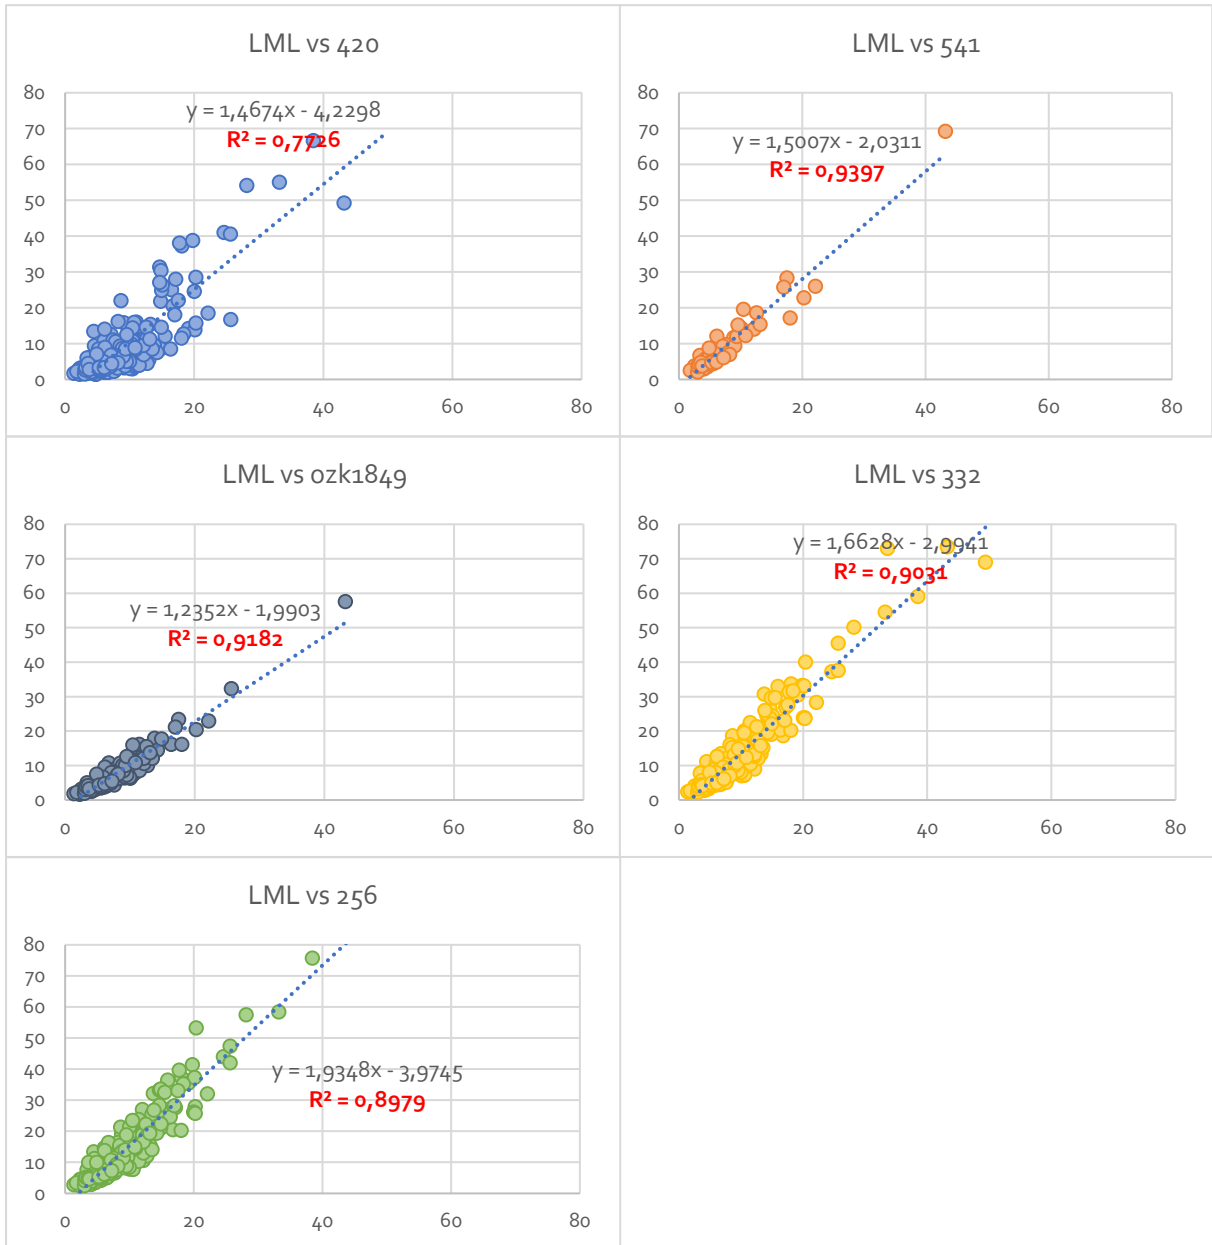 LML vs 420
80
70
60
50
40
30
20
10
0
0 20 40 60 80
y = 1,4674x - 4,2298
R² = 0,7726
LML vs 541
80
70
60
50
40
30
20
10
0
0 20 40 60 80
y = 1,5007x - 2,0311
R² = 0,9397
LML vs ozk1849
80
70
60
50
40
30
20
10
0
0 20 40 60 80
y = 1,2352x - 1,9903
R² = 0,9182
LML vs 332
80
70
60
50
40
30
20
10
0
0 20 40 60 80
y = 1,6628x - 2,9941
R² = 0,9031
LML vs 256
80
70
60
50
40
30
20
10
0
0 20 40 60 80
y = 1,9348x - 3,9745
R² = 0,8979